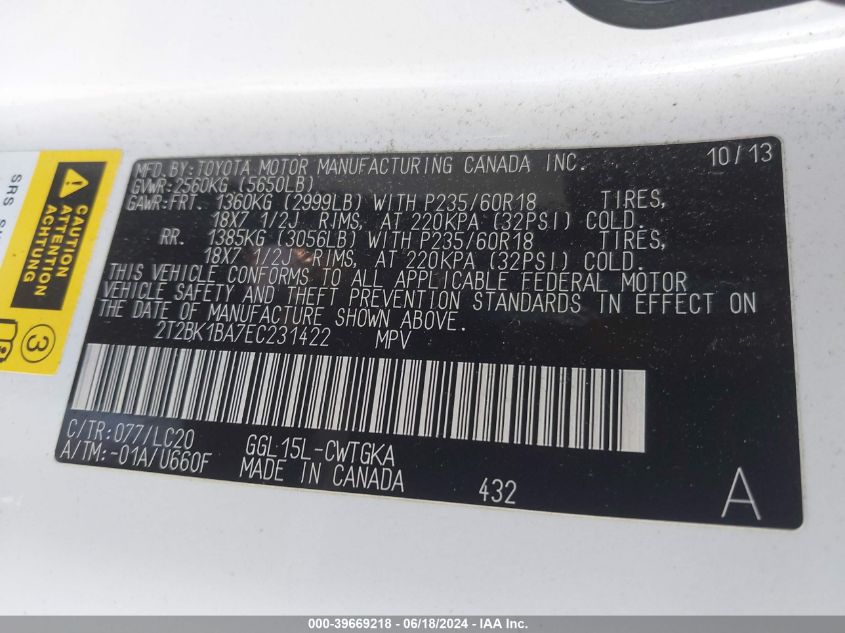 MFD. BY: TOYOTA MOTOR MANUFACTURING CANADA INC. 10/13
GVWR: 2560KG (5650LB)
GAWR: FRT. 1360KG (2999LB) WITH P235/60R18 TIRES,
18X7 1/2J RIMS, AT 220KPA (32PSI) COLD.
RR. 1385KG (3056LB) WITH P235/60R18 TIRES,
18X7 1/2J RIMS, AT 220KPA (32PSI) COLD.
THIS VEHICLE CONFORMS TO ALL APPLICABLE FEDERAL MOTOR
VEHICLE SAFETY AND THEFT PREVENTION STANDARDS IN EFFECT ON
THE DATE OF MANUFACTURE SHOWN ABOVE.
2T2BK1BA7EC231422 MPV
C/TR: 077/LC20 GGL15L-CWTGKA
A/TM: -01A/U660F MADE IN CANADA 432 A
SRS
CAUTION
ATTENTION
ACHTUNG
3
000-39669218 - 06/18/2024 - IAA Inc.